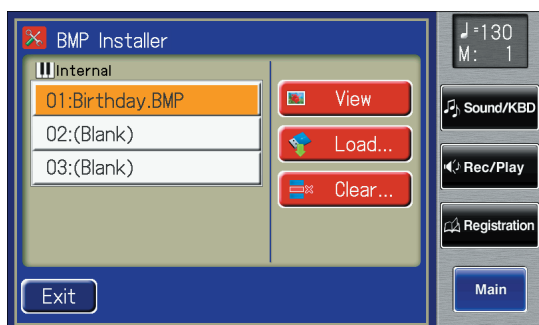 BMP Installer
Internal
01:Birthday.BMP
02:(Blank)
03:(Blank)
View
Load...
Clear...
Exit
♩=130
M: 1
Sound/KBD
Rec/Play
Registration
Main